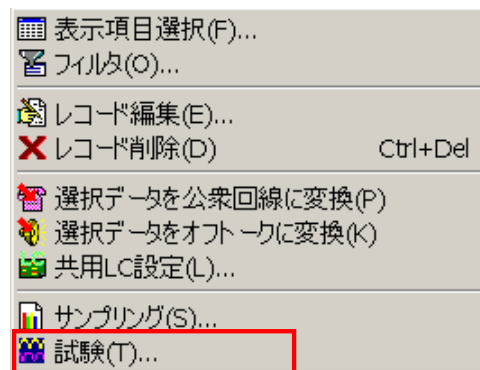 表示項目選択(F)...
フィルタ(O)...
レコード編集(E)...
レコード削除(D) Ctrl+Del
選択データを公衆回線に変換(P)
選択データをオフトークに変換(K)
共用LC設定(L)...
サンプリング(S)...
試験(T)...